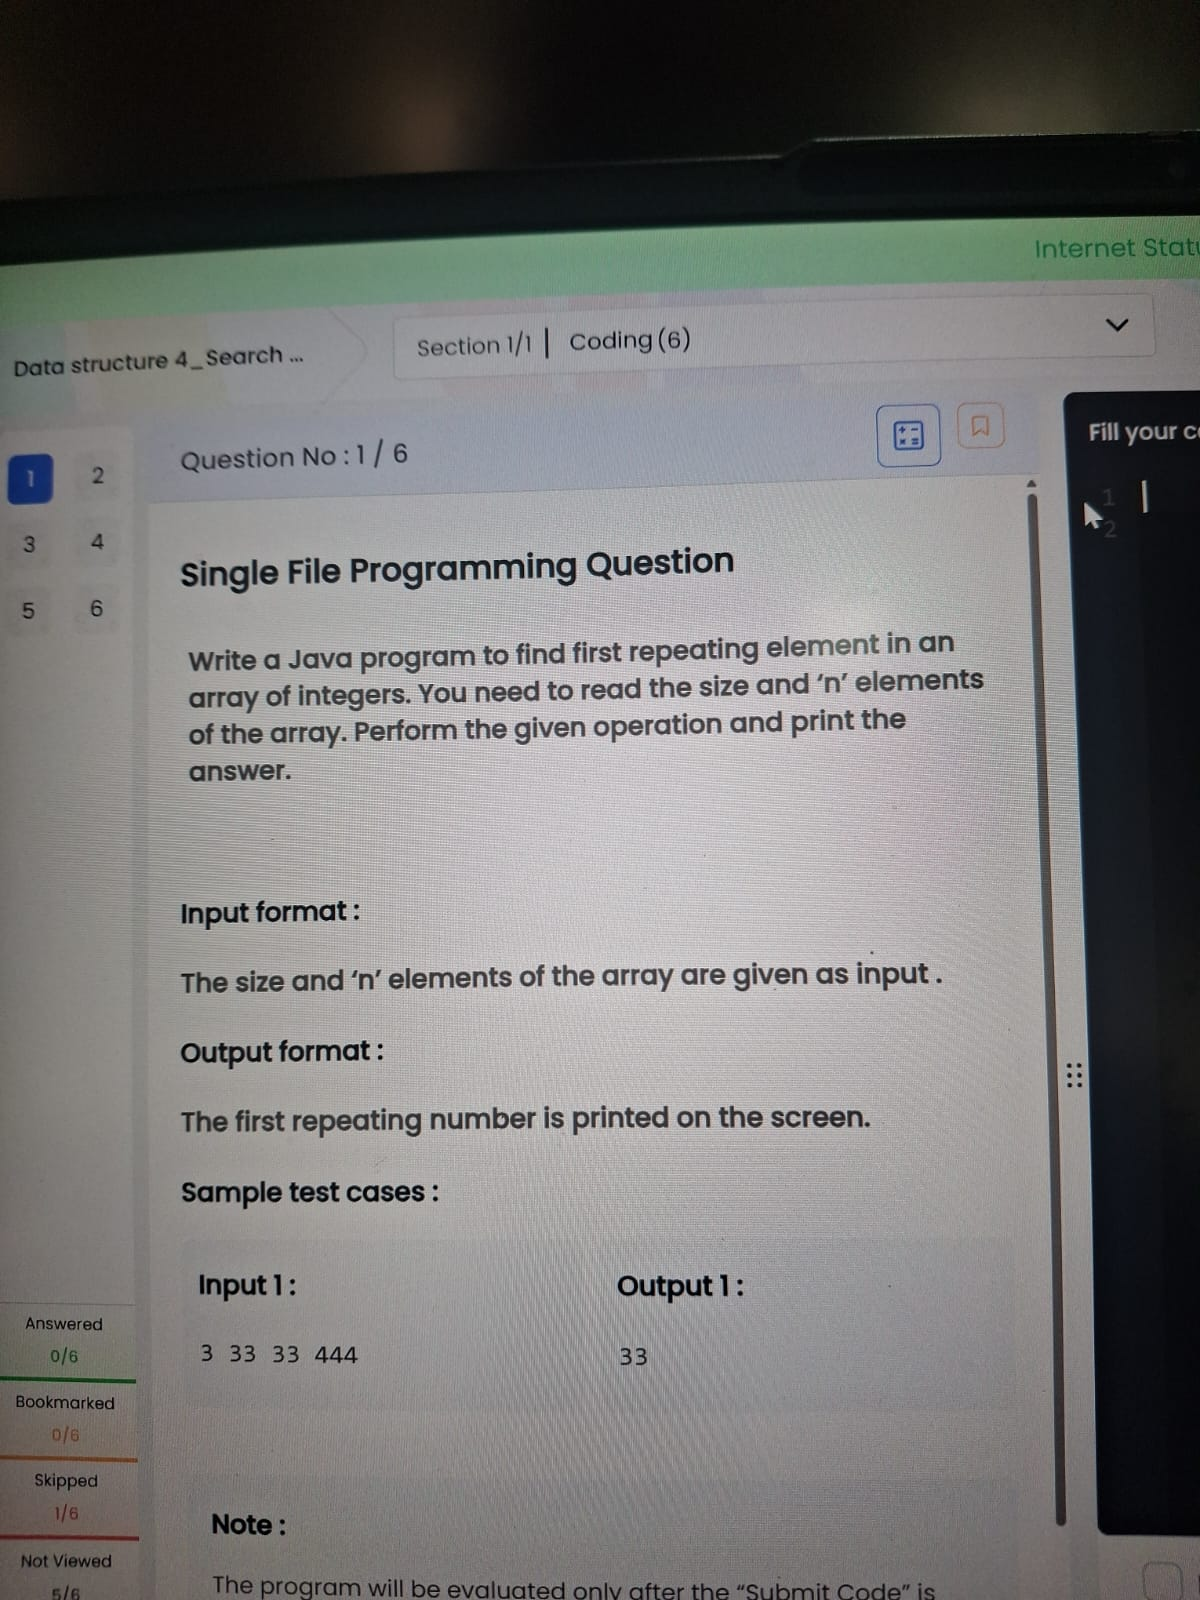 Internet Stat
Data structure 4_Search ...
Section 1/1 | Coding (6)
Question No : 1 / 6
Fill your c
1 2
3 4
5 6
1
2
Single File Programming Question
Write a Java program to find first repeating element in an
array of integers. You need to read the size and ‘n’ elements
of the array. Perform the given operation and print the
answer.
Input format :
The size and ‘n’ elements of the array are given as input .
Output format :
The first repeating number is printed on the screen.
Sample test cases :
Input 1 :
Output 1 :
3 33 33 444
33
Note :
The program will be evaluated only after the “Submit Code” is
Answered
0/6
Bookmarked
0/6
Skipped
1/6
Not Viewed
5/6